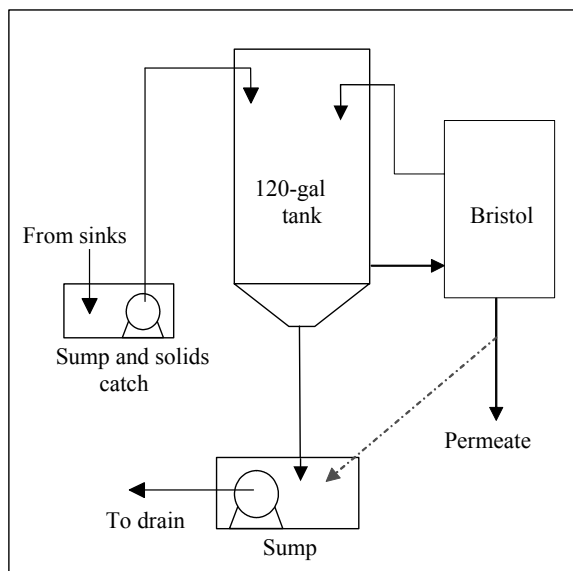 120-gal
tank
Bristol
From sinks
Sump and solids
catch
Permeate
To drain
Sump